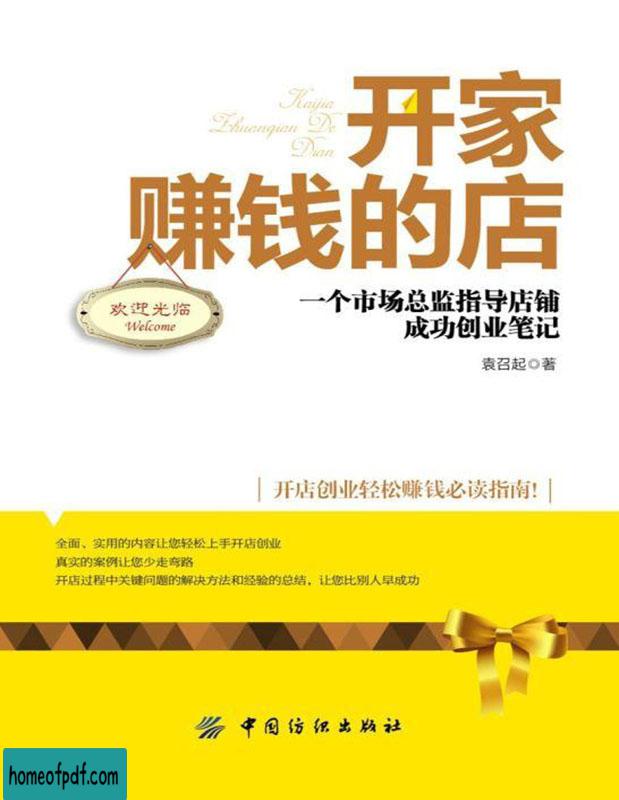 Kaijia
Zhuanqian De
Dian
开家
赚钱的店
欢迎光临
Welcome
一个市场总监指导店铺
成功创业笔记
袁召起◎著
开店创业轻松赚钱必读指南!
全面、实用的内容让您轻松上手开店创业
真实的案例让您少走弯路
开店过程中关键问题的解决方法和经验的总结，让您比别人早成功
中国纺织出版社
homeofpdf.com